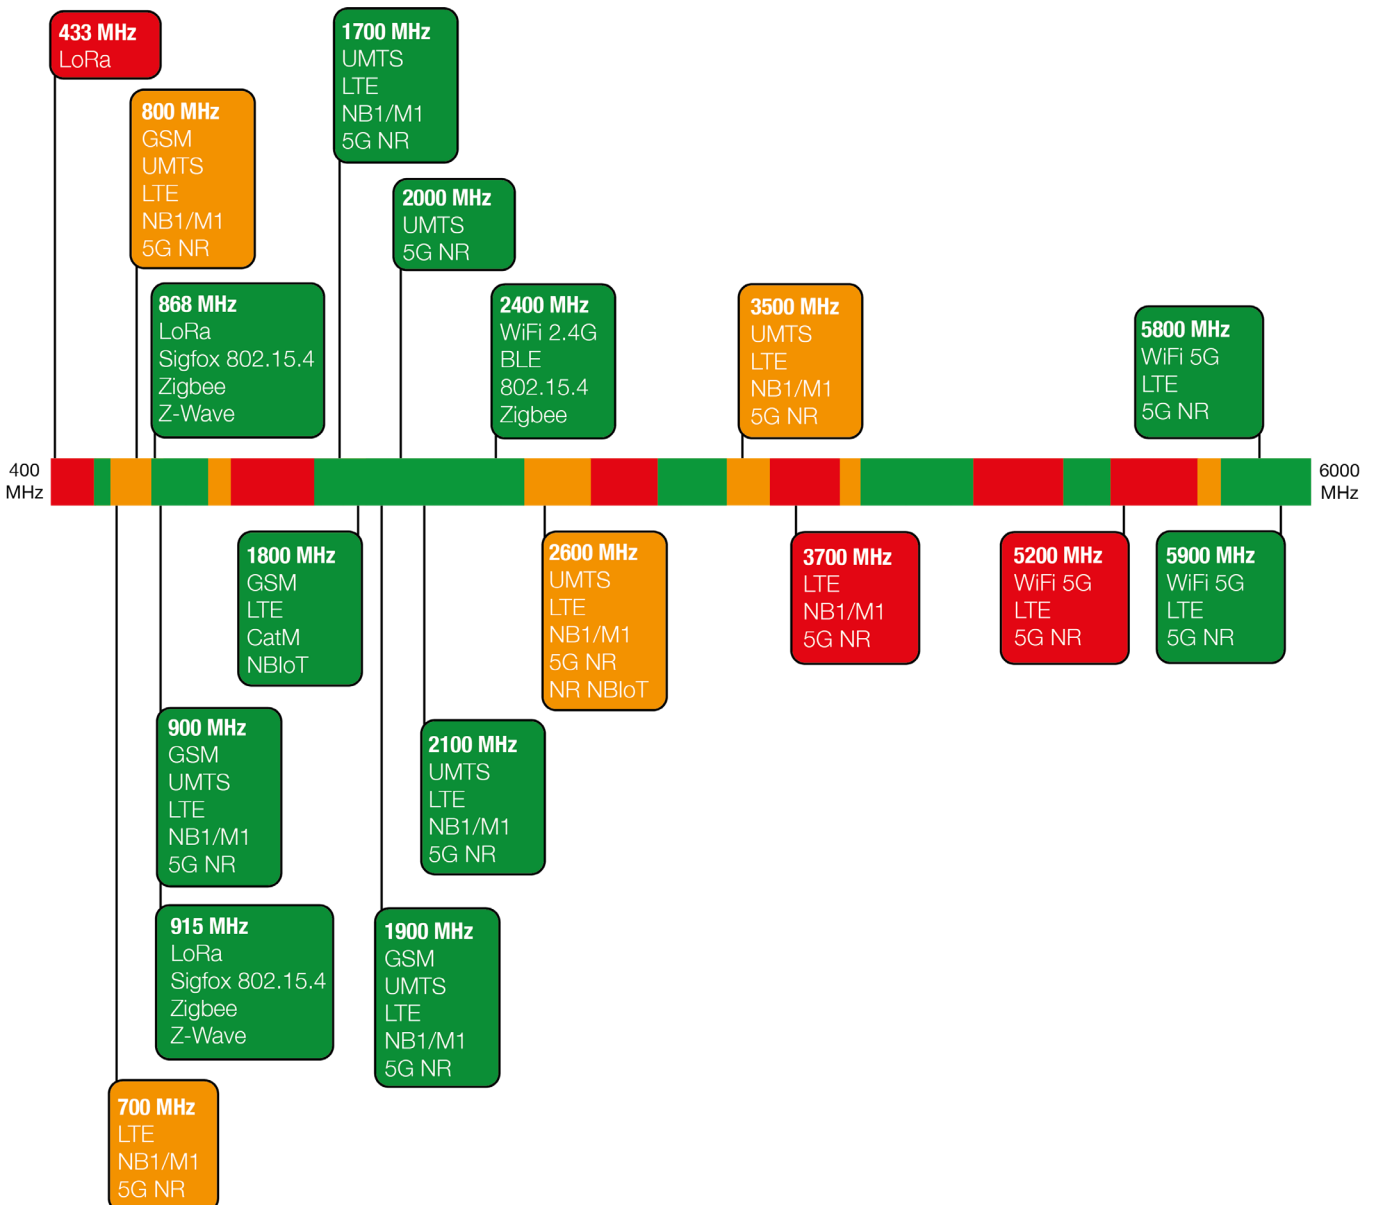 433 MHz
LoRa
800 MHz
GSM
UMTS
LTE
NB1/M1
5G NR
868 MHz
LoRa
Sigfox 802.15.4
Zigbee
Z-Wave
1700 MHz
UMTS
LTE
NB1/M1
5G NR
2000 MHz
UMTS
5G NR
2400 MHz
WiFi 2.4G
BLE
802.15.4
Zigbee
3500 MHz
UMTS
LTE
NB1/M1
5G NR
5800 MHz
WiFi 5G
LTE
5G NR
400
MHz
6000
MHz
1800 MHz
GSM
LTE
CatM
NBIoT
2600 MHz
UMTS
LTE
NB1/M1
5G NR
NR NBIoT
3700 MHz
LTE
NB1/M1
5G NR
5200 MHz
WiFi 5G
LTE
5G NR
5900 MHz
WiFi 5G
LTE
5G NR
900 MHz
GSM
UMTS
LTE
NB1/M1
5G NR
2100 MHz
UMTS
LTE
NB1/M1
5G NR
915 MHz
LoRa
Sigfox 802.15.4
Zigbee
Z-Wave
1900 MHz
GSM
UMTS
LTE
NB1/M1
5G NR
700 MHz
LTE
NB1/M1
5G NR